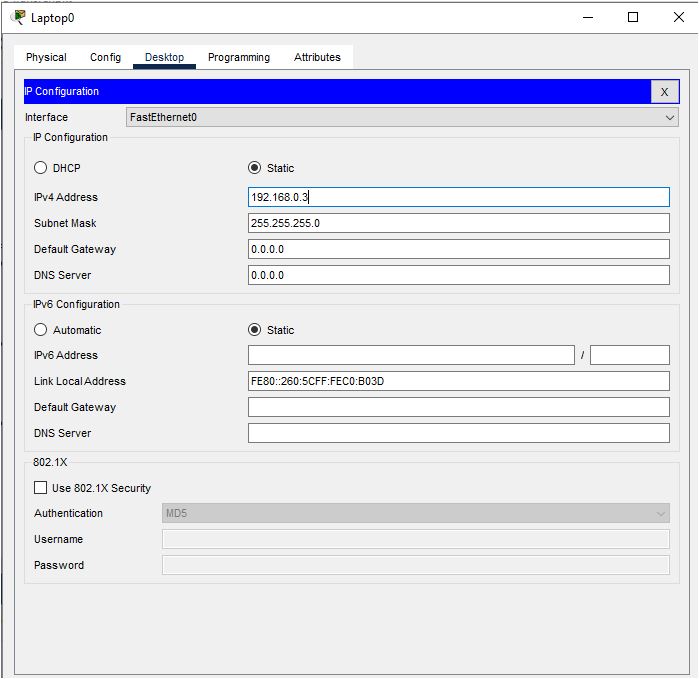 Laptop0
Physical Config Desktop Programming Attributes
IP Configuration X
Interface FastEthernet0
IP Configuration
DHCP Static
IPv4 Address 192.168.0.3
Subnet Mask 255.255.255.0
Default Gateway 0.0.0.0
DNS Server 0.0.0.0
IPv6 Configuration
Automatic Static
IPv6 Address /
Link Local Address FE80::260:5CFF:FEC0:B03D
Default Gateway
DNS Server
802.1X
Use 802.1X Security
Authentication MD5
Username
Password